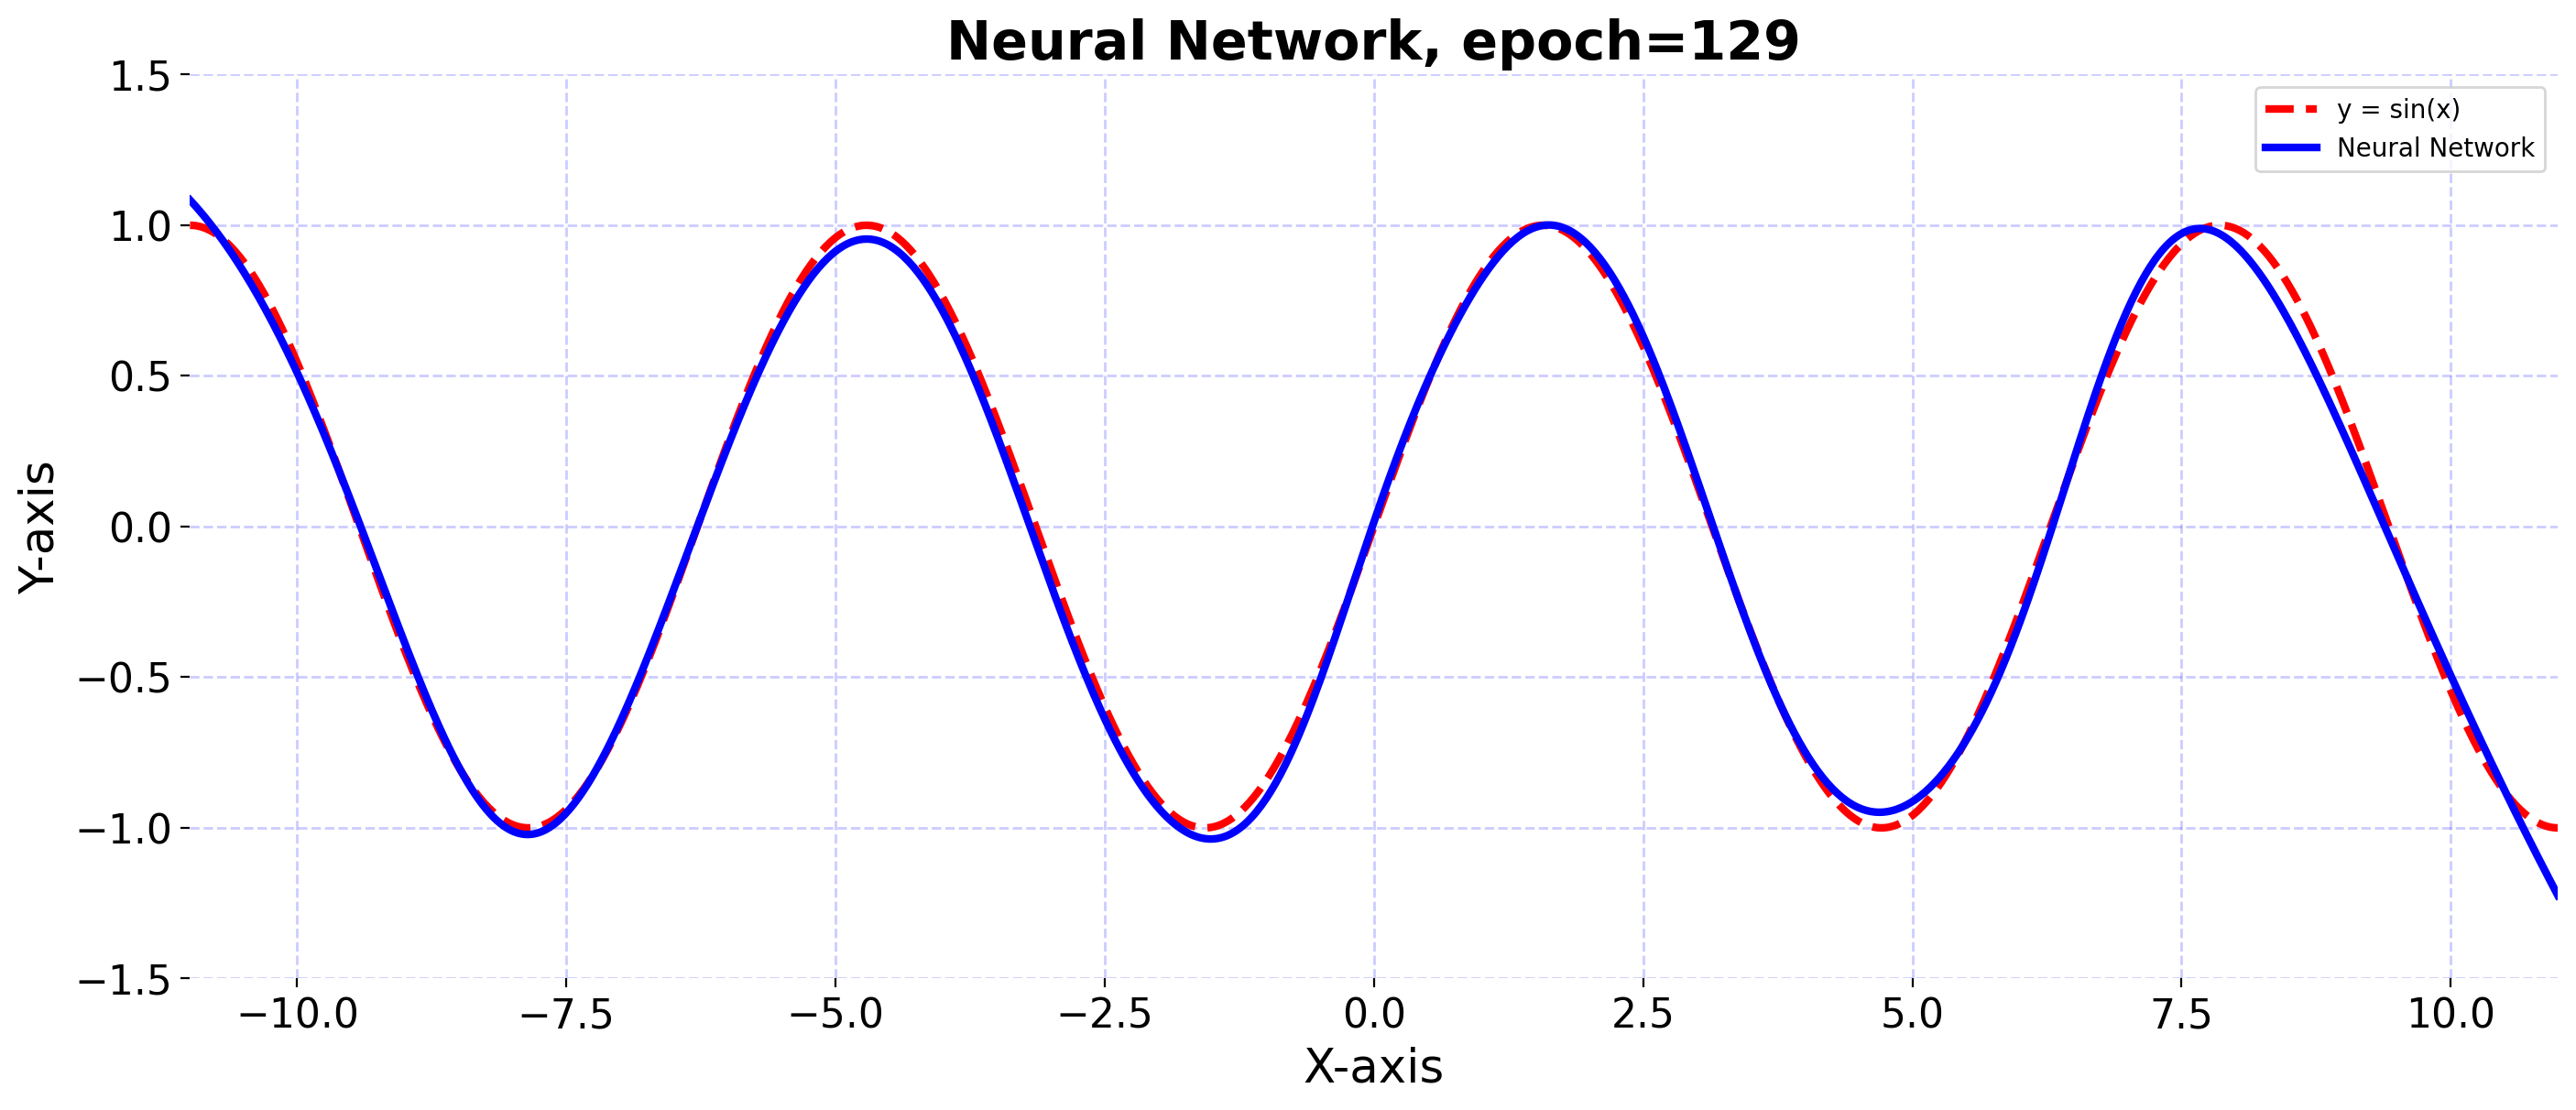 Neural Network, epoch=129
y = sin(x)
Neural Network
1.5
1.0
0.5
0.0
−0.5
−1.0
−1.5
Y-axis
−10.0 −7.5 −5.0 −2.5 0.0 2.5 5.0 7.5 10.0
X-axis